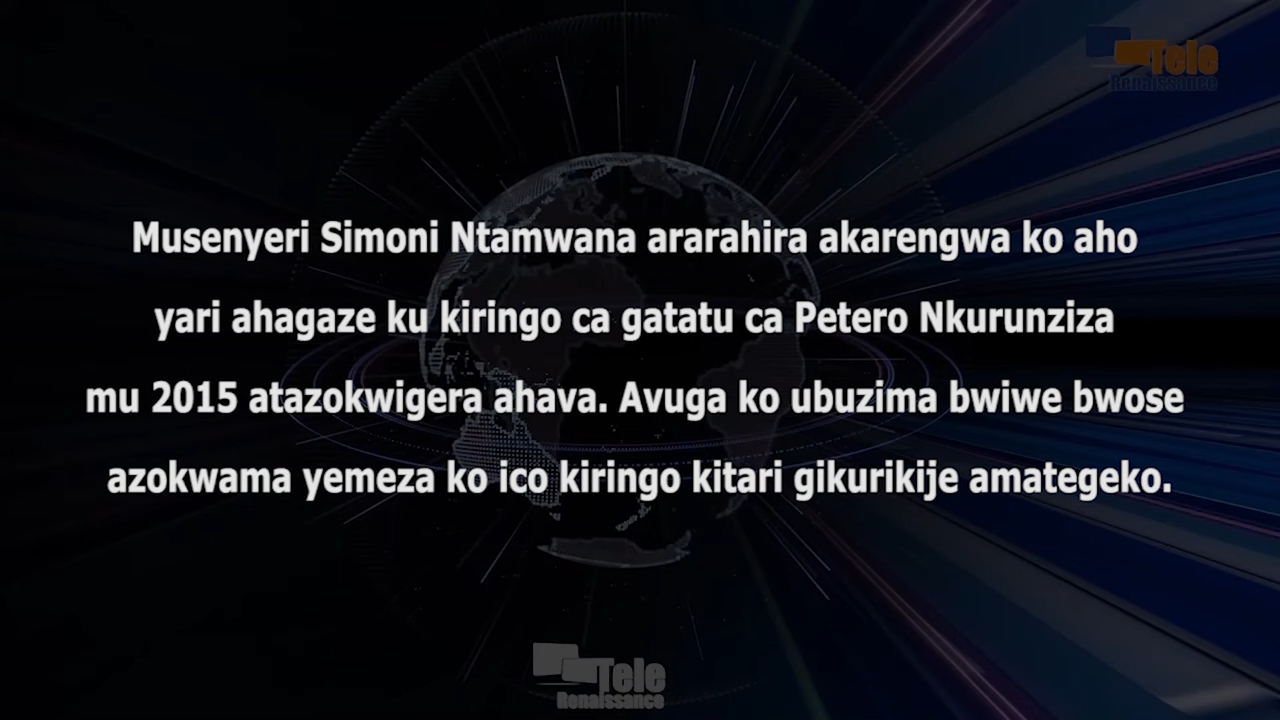 Tele
Renaissance
Musenyeri Simoni Ntamwana ararahira akarengwa ko aho
yari ahagaze ku kiringo ca gatatu ca Petero Nkurunziza
mu 2015 atazokwigera ahava. Avuga ko ubuzima bwiwe bwose
azokwama yemeza ko ico kiringo kitari gikurikije amategeko.
Tele
Renaissance